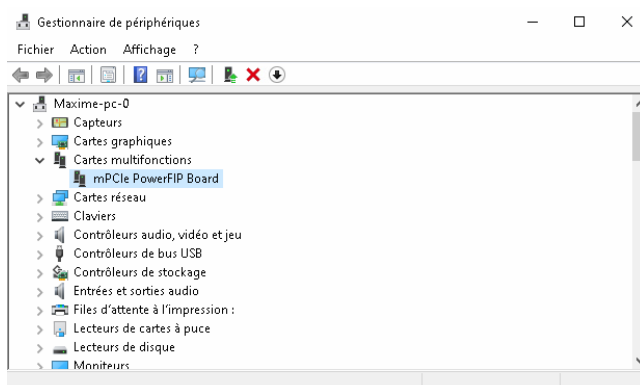 Gestionnaire de périphériques
Fichier Action Affichage ?
Maxime-pc-0
Capteurs
Cartes graphiques
Cartes multifonctions
mPCIe PowerFIP Board
Cartes réseau
Claviers
Contrôleurs audio, vidéo et jeu
Contrôleurs de bus USB
Contrôleurs de stockage
Entrées et sorties audio
Files d'attente à l'impression :
Lecteurs de cartes à puce
Lecteurs de disque
Moniteurs